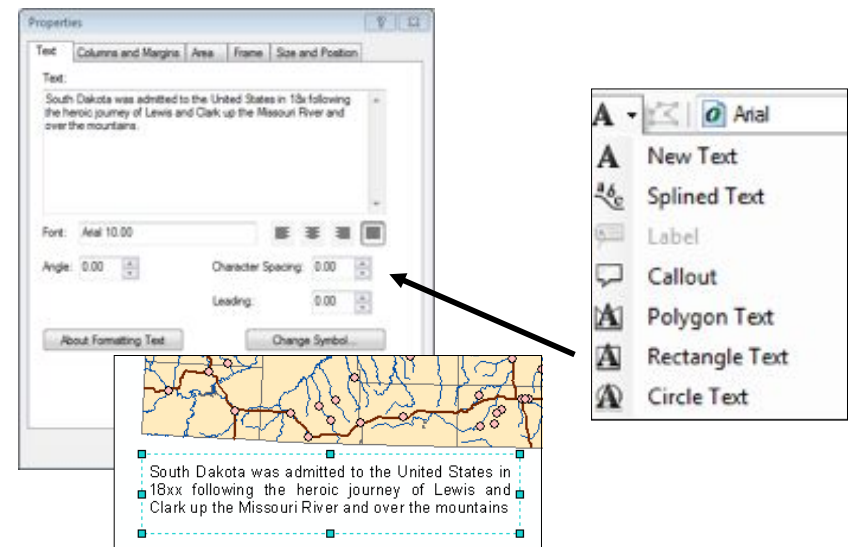 Properties
Text Columns and Margins Area Frame Size and Position
Text:
South Dakota was admitted to the United States in 18x following
the heroic journey of Lewis and Clark up the Missouri River and
over the mountains.
Font: Arial 10.00
Angle: 0.00 Character Spacing: 0.00
Leading: 0.00
About Formatting Text Change Symbol...
South Dakota was admitted to the United States in
18xx following the heroic journey of Lewis and
Clark up the Missouri River and over the mountains
A Arial
A New Text
Splined Text
Label
Callout
A Polygon Text
A Rectangle Text
A Circle Text